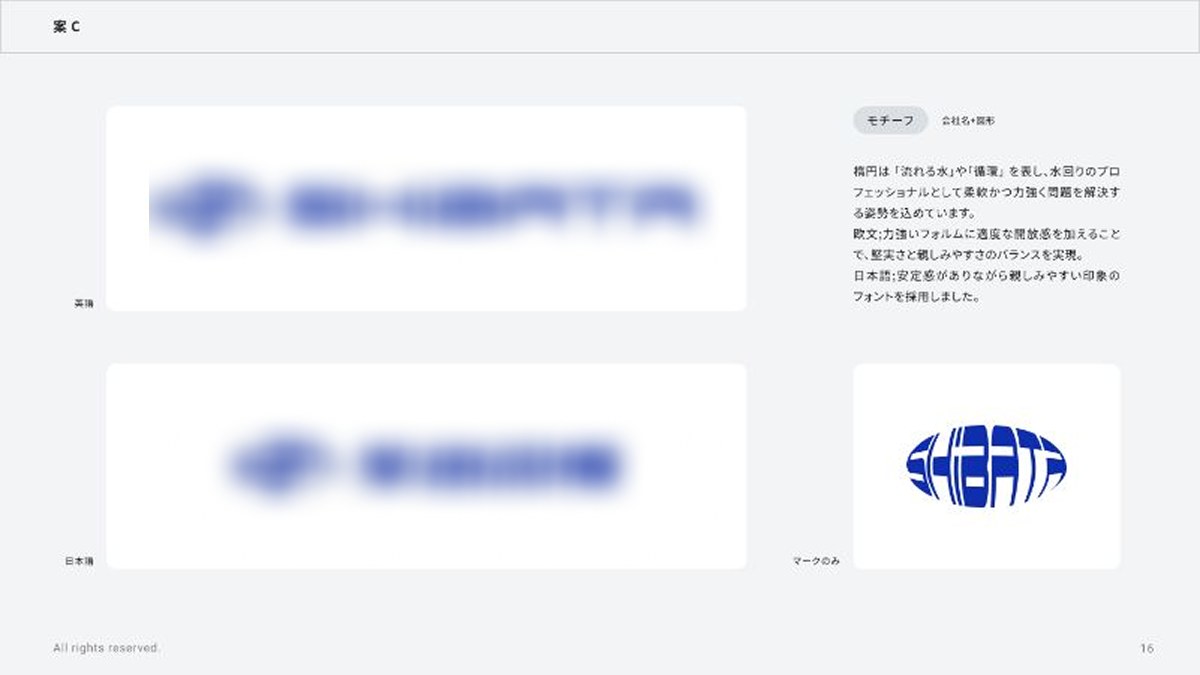 案 C
モチーフ 会社名+図形
楕円は「流れる水」や「循環」を表し、水回りのプロ
フェッショナルとして柔軟かつ力強く問題を解決す
る姿勢を込めています。
欧文;力強いフォルムに適度な開放感を加えること
で、堅実さと親しみやすさのバランスを実現。
日本語;安定感がありながら親しみやすい印象の
フォントを採用しました。
英語
SHIBATA
日本語
マークのみ
All rights reserved.
16